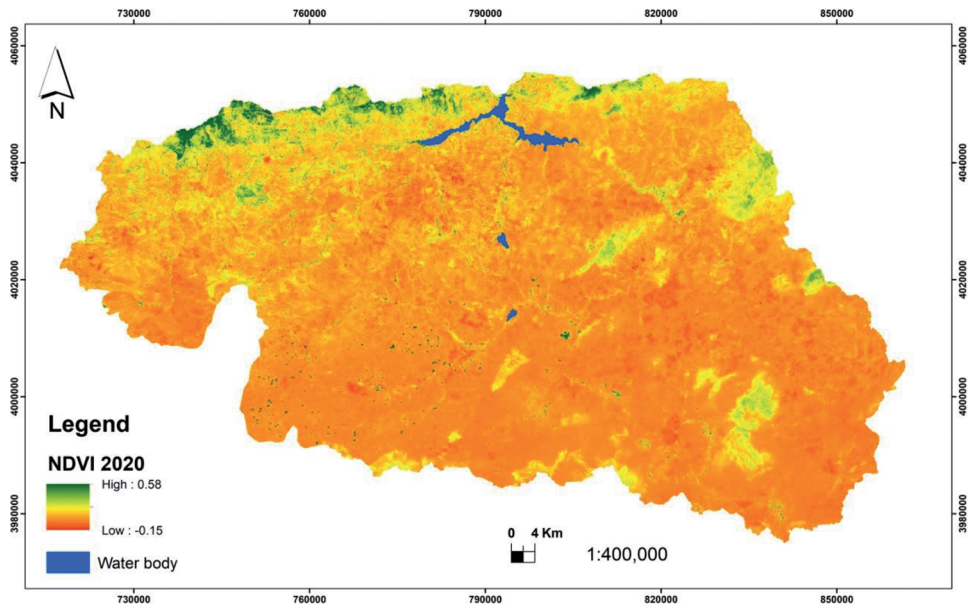 730000 760000 790000 820000 850000
4060000 4060000
N
4040000 4040000
4020000 4020000
4000000 4000000
Legend
NDVI 2020
High : 0.58
Low : -0.15
3980000 3980000
0 4 Km
1:400,000
Water body
730000 760000 790000 820000 850000